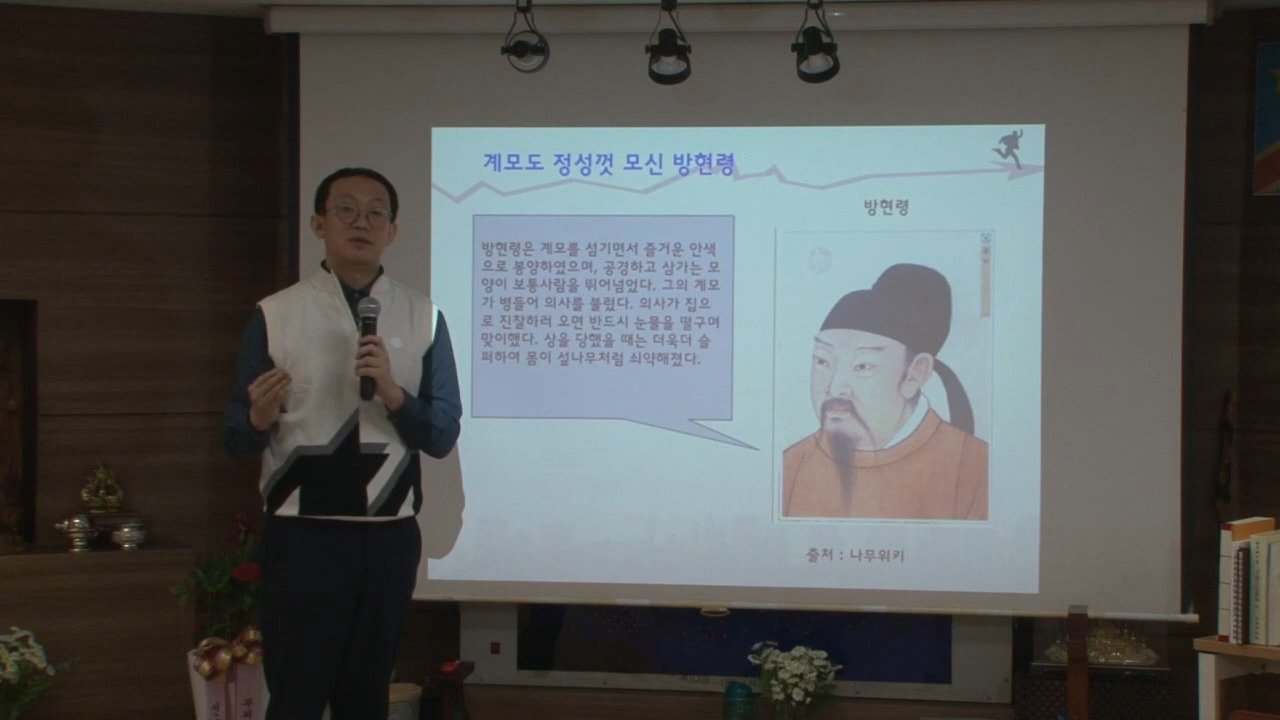 계모도 정성껏 모신 방현령
방현령
방현령은 계모를 섬기면서 즐거운 안색
으로 봉양하였으며, 공경하고 삼가는 모
양이 보통사람을 뛰어넘었다. 그의 계모
가 병들어 의사를 불렀다. 의사가 집으
로 진찰하러 오면 반드시 눈물을 떨구며
맞이했다. 상을 당했을 때는 더욱더 슬
퍼하여 몸이 섶나무처럼 쇠약해졌다.
출처 : 나무위키